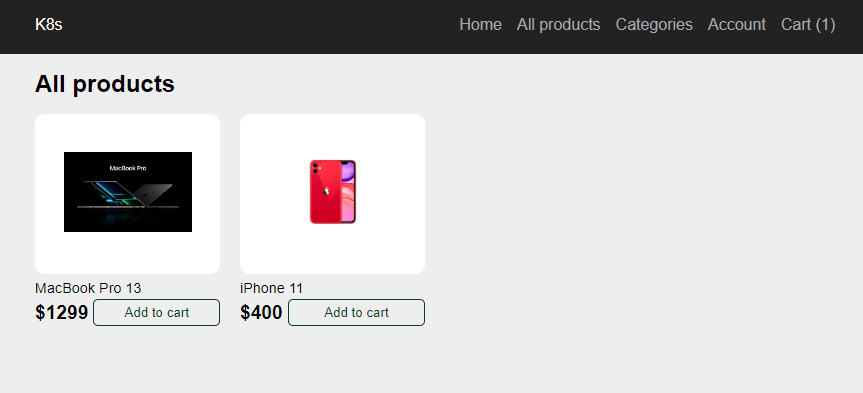 K8s Home All products Categories Account Cart (1)
All products
MacBook Pro
MacBook Pro 13 iPhone 11
$1299 Add to cart $400 Add to cart